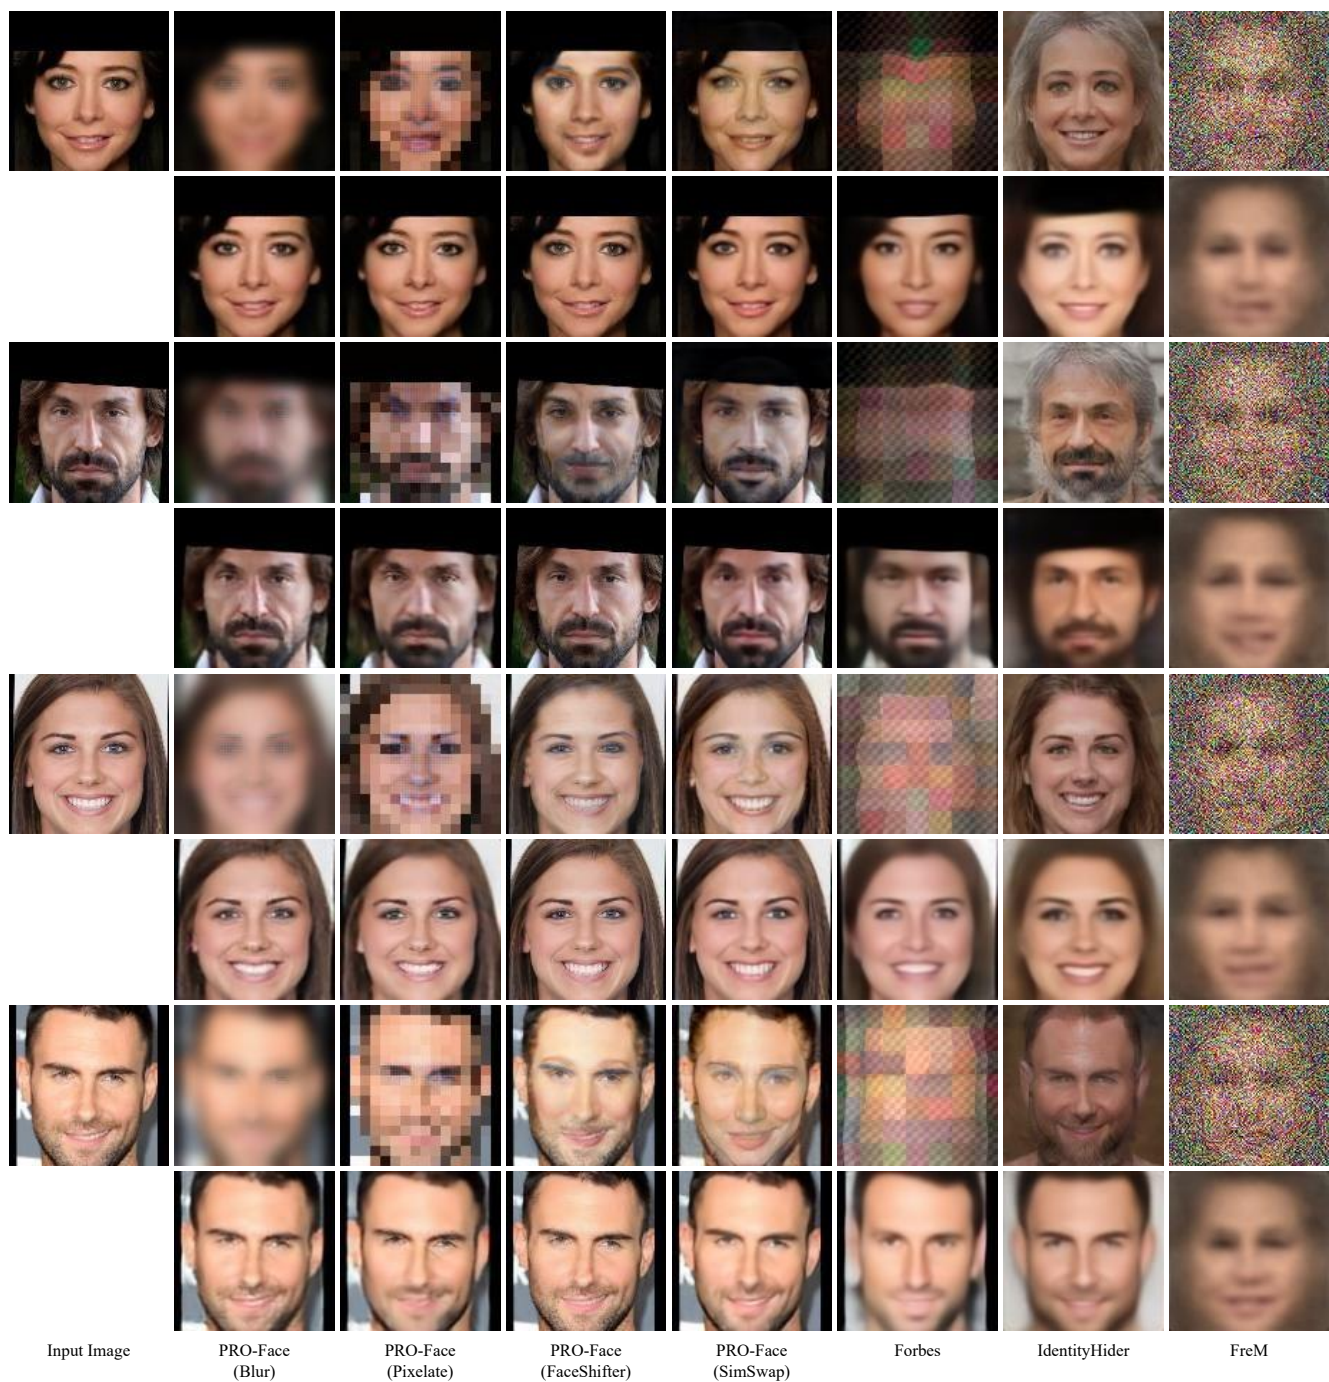 Input Image
PRO-Face
(Blur)
PRO-Face
(Pixelate)
PRO-Face
(FaceShifter)
PRO-Face
(SimSwap)
Forbes
IdentityHider
FreM